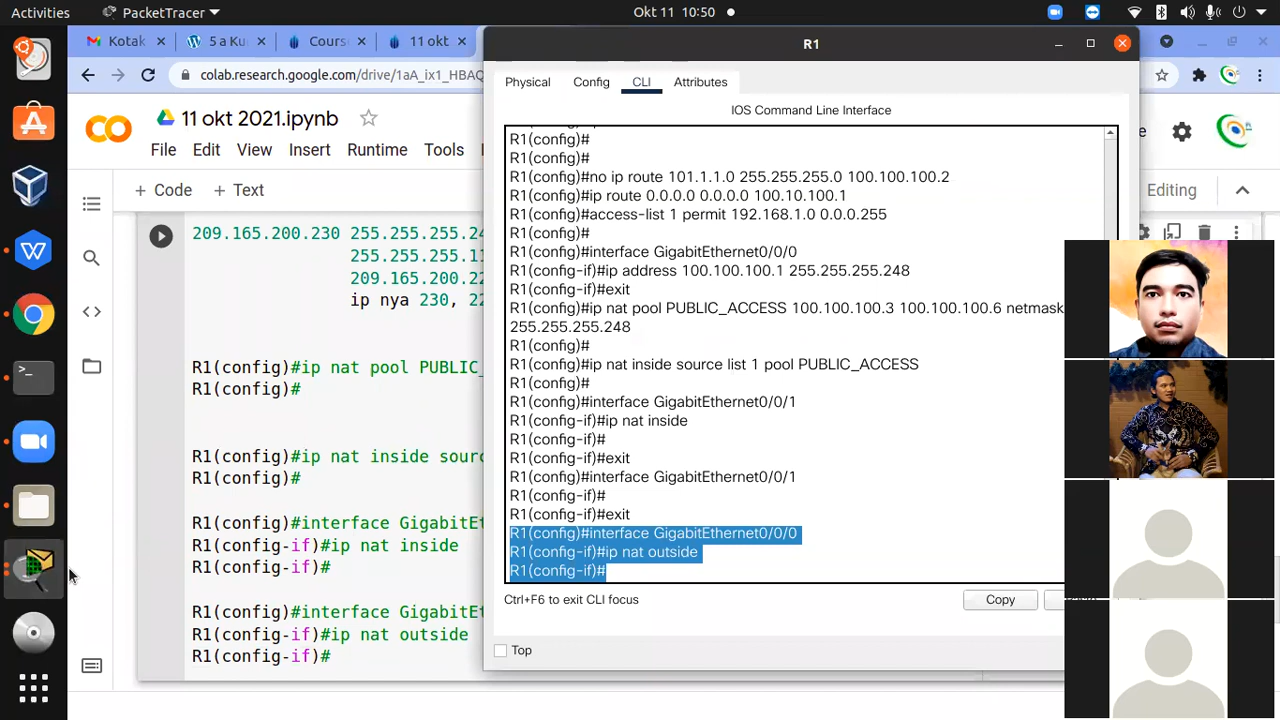 Activities
PacketTracer
Okt 11 10:50
Kotak
5 a Ku
Cours
11 okt
colab.research.google.com/drive/1aA_ix1_HBAQ
11 okt 2021.ipynb
File Edit View Insert Runtime Tools
+ Code + Text
Editing
209.165.200.230 255.255.255.24
255.255.255.11
209.165.200.22
ip nya 230, 22
R1(config)#ip nat pool PUBLIC_
R1(config)#
R1(config)#ip nat inside sour
R1(config)#
R1(config)#interface GigabitE
R1(config-if)#ip nat inside
R1(config-if)#
R1(config)#interface GigabitE
R1(config-if)#ip nat outside
R1(config-if)#
R1
Physical Config CLI Attributes
IOS Command Line Interface
R1(config)#
R1(config)#
R1(config)#no ip route 101.1.1.0 255.255.255.0 100.100.100.2
R1(config)#ip route 0.0.0.0 0.0.0.0 100.10.100.1
R1(config)#access-list 1 permit 192.168.1.0 0.0.0.255
R1(config)#
R1(config)#interface GigabitEthernet0/0/0
R1(config-if)#ip address 100.100.100.1 255.255.255.248
R1(config-if)#exit
R1(config)#ip nat pool PUBLIC_ACCESS 100.100.100.3 100.100.100.6 netmask
255.255.255.248
R1(config)#
R1(config)#ip nat inside source list 1 pool PUBLIC_ACCESS
R1(config)#
R1(config)#interface GigabitEthernet0/0/1
R1(config-if)#ip nat inside
R1(config-if)#
R1(config-if)#exit
R1(config)#interface GigabitEthernet0/0/1
R1(config-if)#
R1(config-if)#exit
R1(config)#interface GigabitEthernet0/0/0
R1(config-if)#ip nat outside
R1(config-if)#
Ctrl+F6 to exit CLI focus
Copy
Top